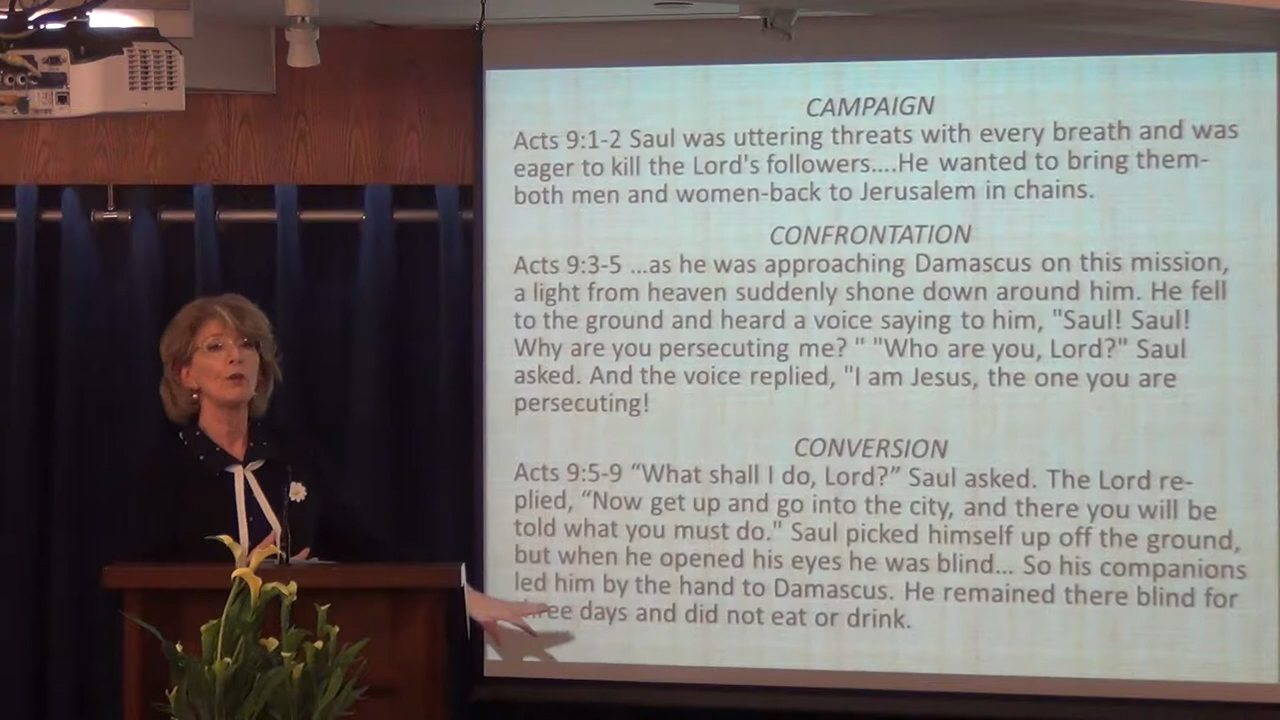 CAMPAIGN
Acts 9:1-2 Saul was uttering threats with every breath and was
eager to kill the Lord's followers....He wanted to bring them-
both men and women-back to Jerusalem in chains.
CONFRONTATION
Acts 9:3-5 ...as he was approaching Damascus on this mission,
a light from heaven suddenly shone down around him. He fell
to the ground and heard a voice saying to him, "Saul! Saul!
Why are you persecuting me? " "Who are you, Lord?" Saul
asked. And the voice replied, "I am Jesus, the one you are
persecuting!
CONVERSION
Acts 9:5-9 “What shall I do, Lord?” Saul asked. The Lord re-
plied, “Now get up and go into the city, and there you will be
told what you must do." Saul picked himself up off the ground,
but when he opened his eyes he was blind... So his companions
led him by the hand to Damascus. He remained there blind for
three days and did not eat or drink.